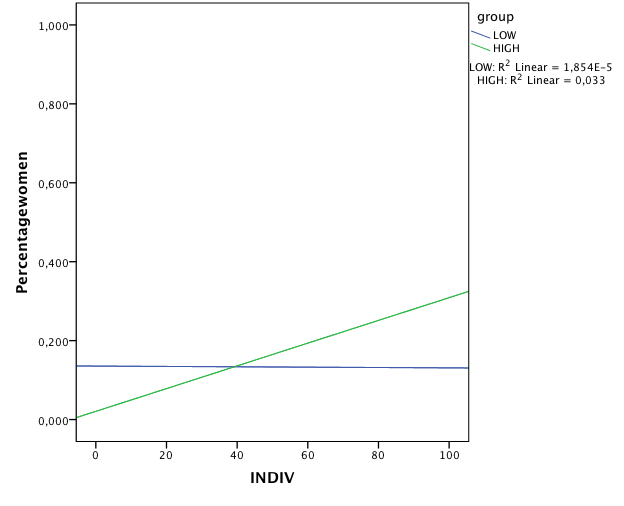 group
LOW
HIGH
LOW: R² Linear = 1,854E-5
HIGH: R² Linear = 0,033
Percentagewomen
1,000
0,800
0,600
0,400
0,200
0,000
0 20 40 60 80 100
INDIV